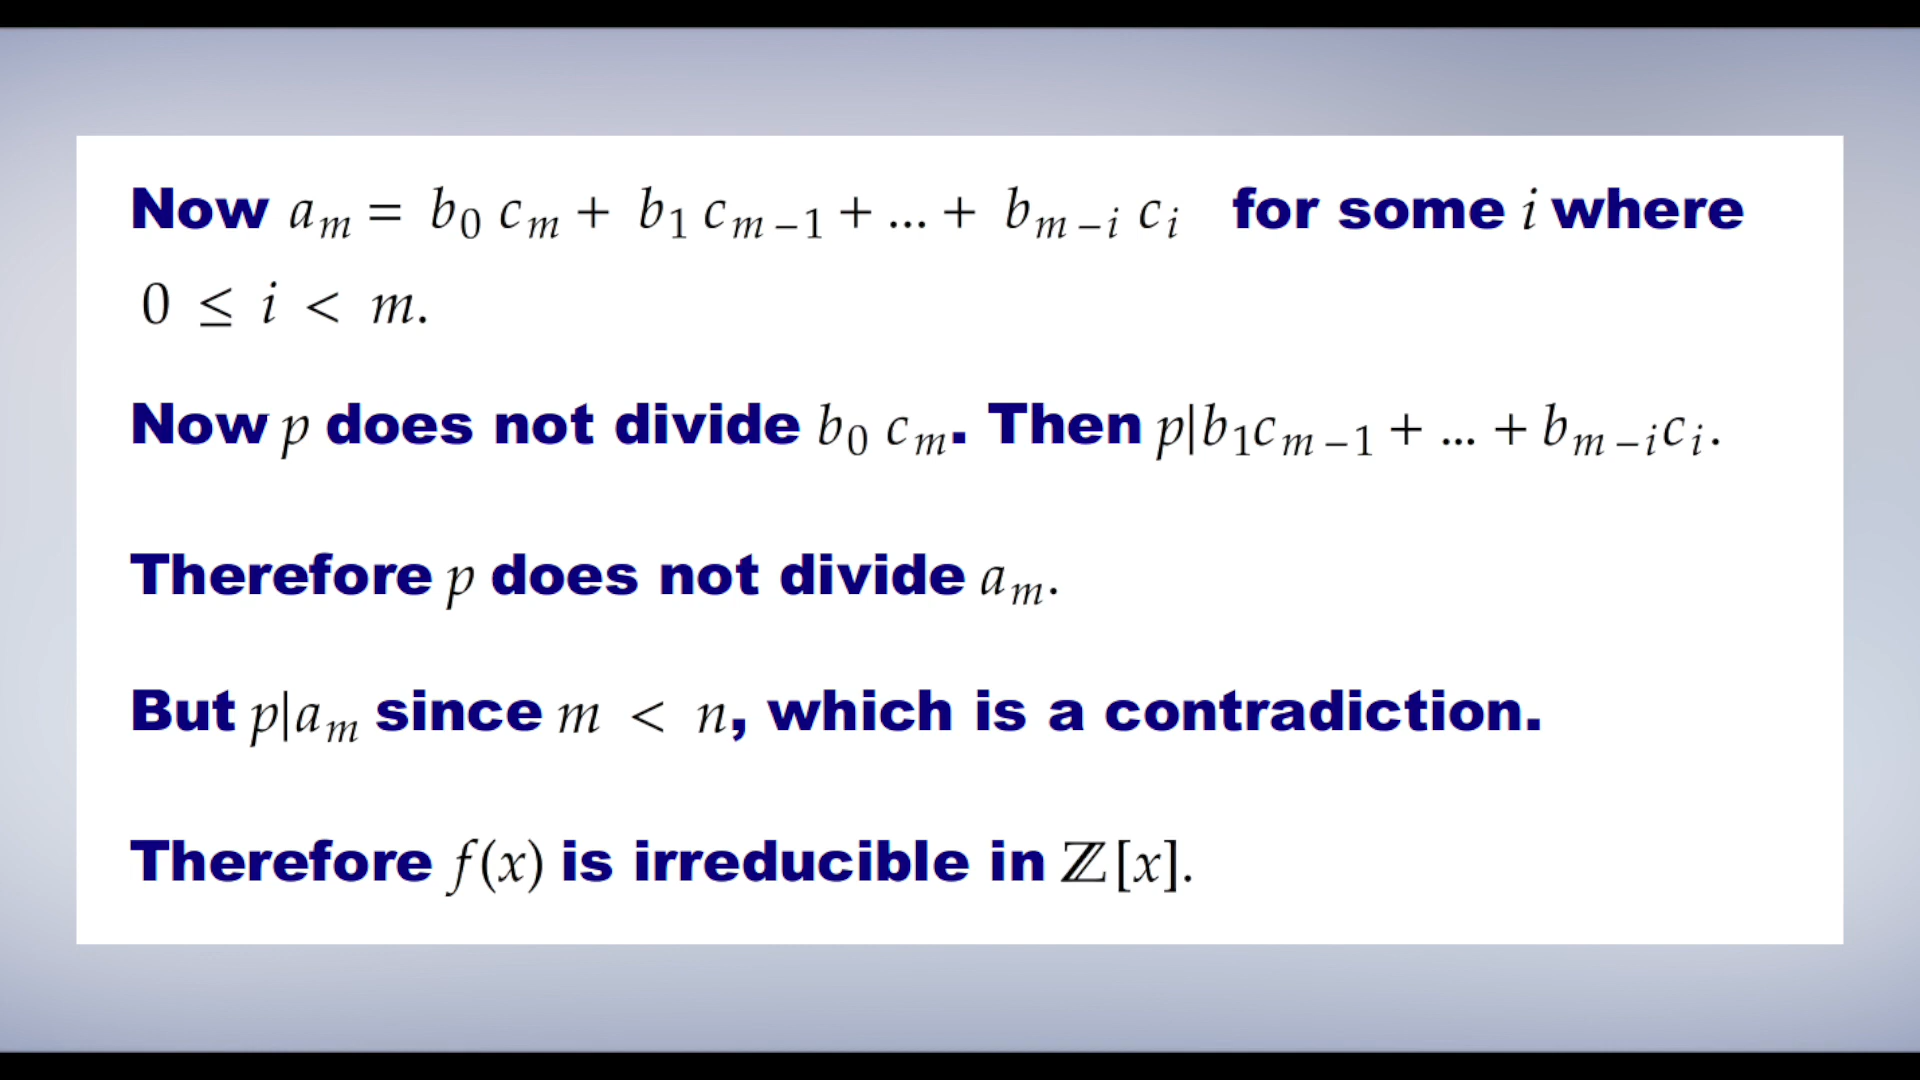 Now a_m = b_0 c_m + b_1 c_{m-1} + ... + b_{m-i} c_i for some i where
0 ≤ i < m.
Now p does not divide b_0 c_m. Then p|b_1c_{m-1} + ... + b_{m-i}c_i.
Therefore p does not divide a_m.
But p|a_m since m < n, which is a contradiction.
Therefore f(x) is irreducible in ℤ[x].